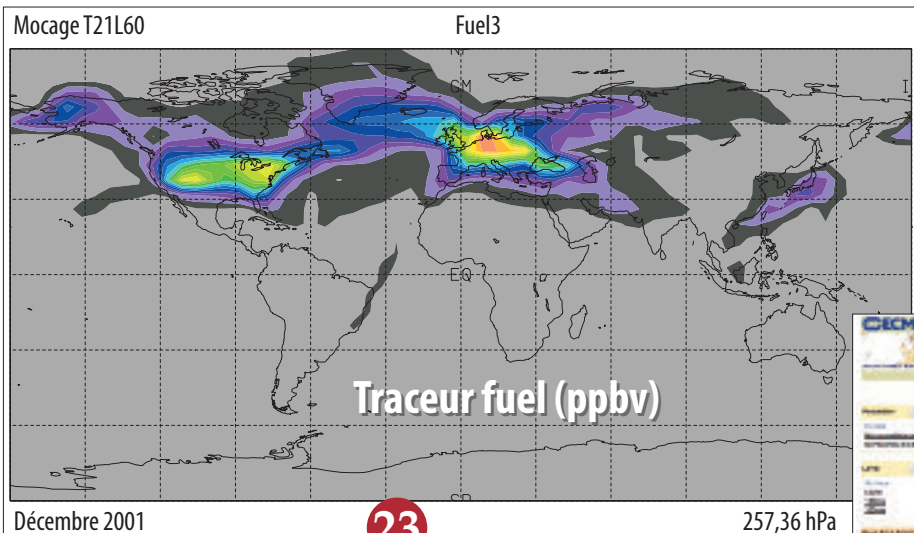 Mocage T21L60
Fuel3
GM
EQ
Traceur fuel (ppbv)
Décembre 2001
23
257,36 hPa